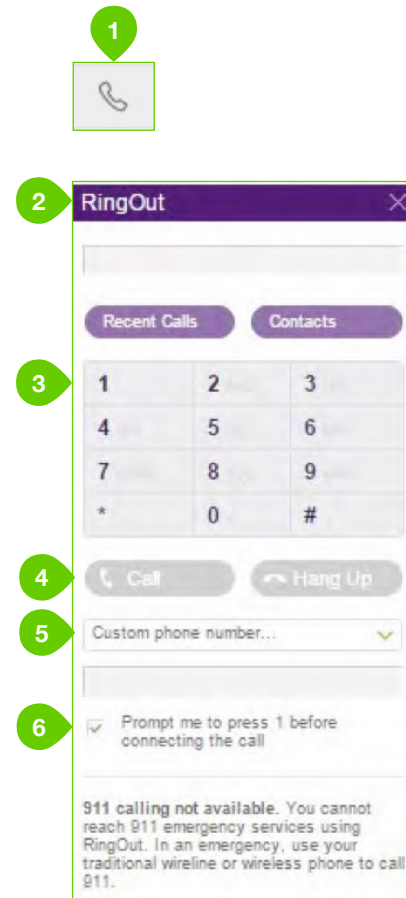 1
2 RingOut
Recent Calls Contacts
3 1 2 3
4 5 6
7 8 9
* 0 #
4 Call Hang Up
5 Custom phone number...
6 Prompt me to press 1 before
connecting the call
911 calling not available. You cannot
reach 911 emergency services using
RingOut. In an emergency, use your
traditional wireline or wireless phone to call
911.